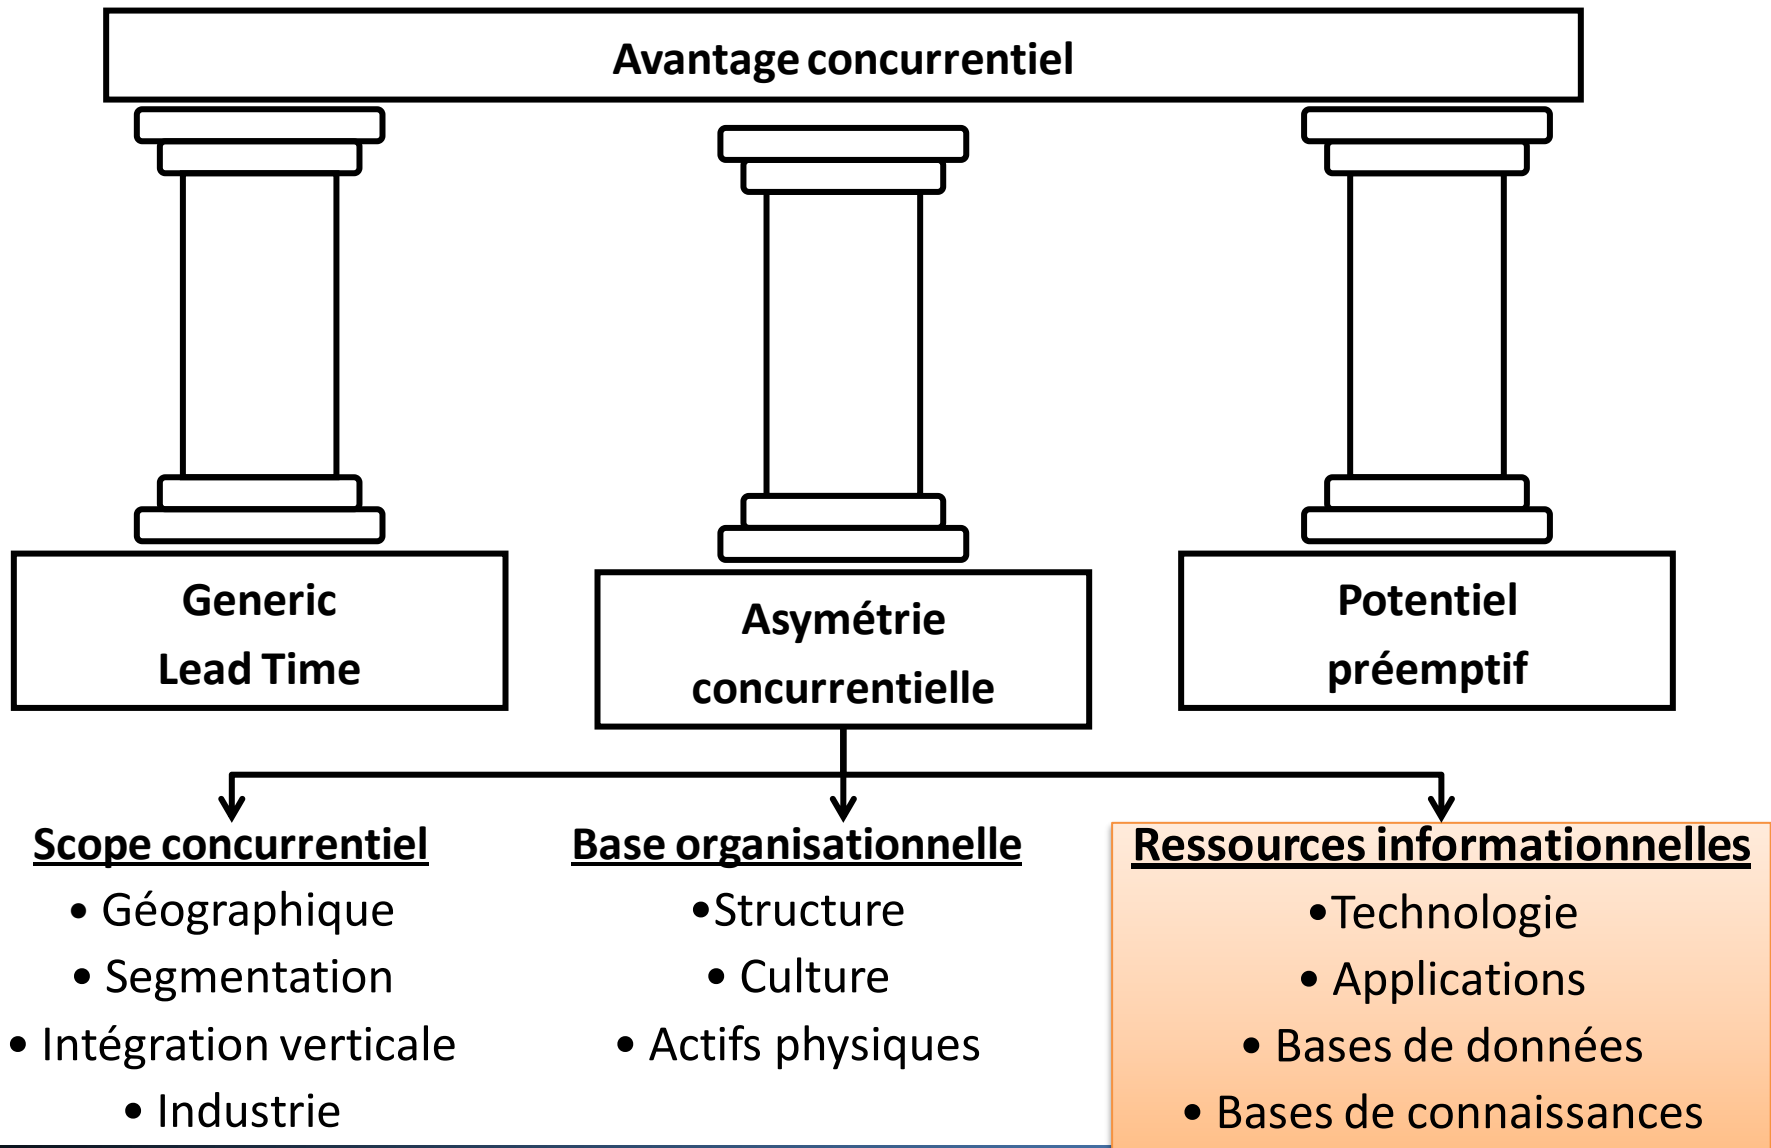 Avantage concurrentiel
Generic
Lead Time
Asymétrie
concurrentielle
Potentiel
préemptif
Scope concurrentiel
• Géographique
• Segmentation
• Intégration verticale
• Industrie
Base organisationnelle
•Structure
• Culture
• Actifs physiques
Ressources informationnelles
•Technologie
• Applications
• Bases de données
• Bases de connaissances